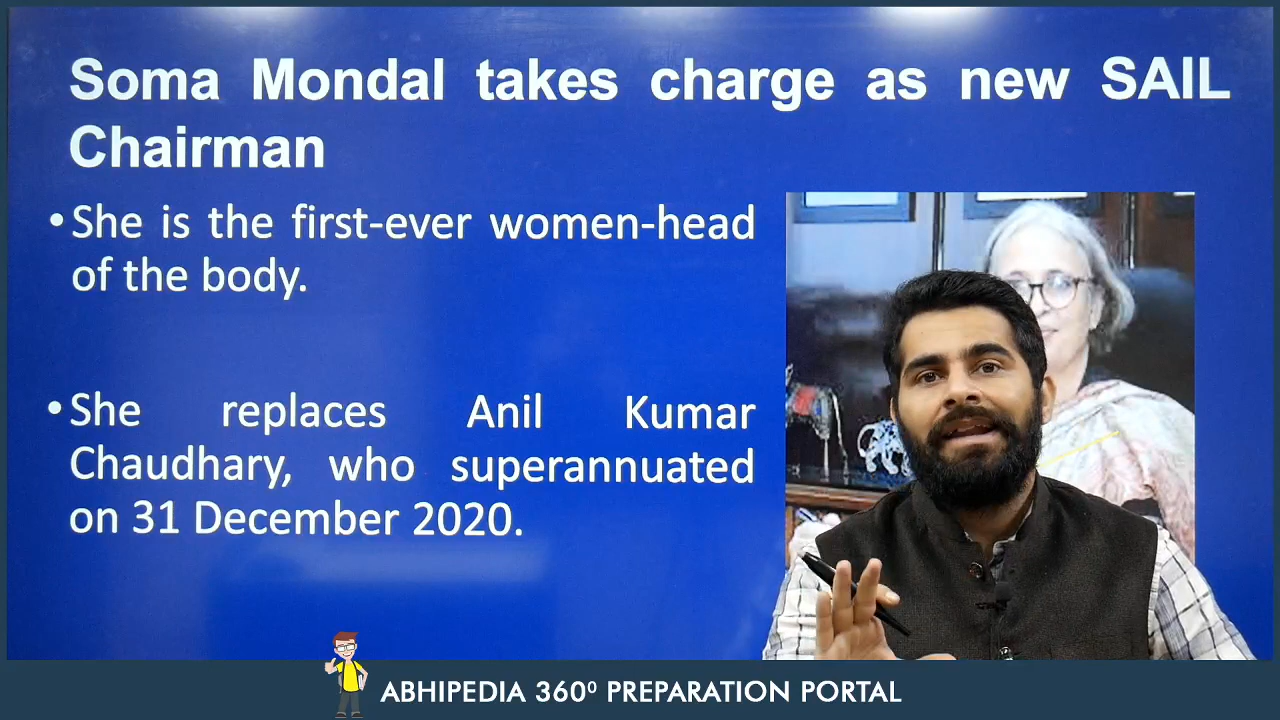 Soma Mondal takes charge as new SAIL
Chairman
•She is the first-ever women-head
of the body.
•She replaces Anil Kumar
Chaudhary, who superannuated
on 31 December 2020.
ABHIPEDIA 360⁰ PREPARATION PORTAL